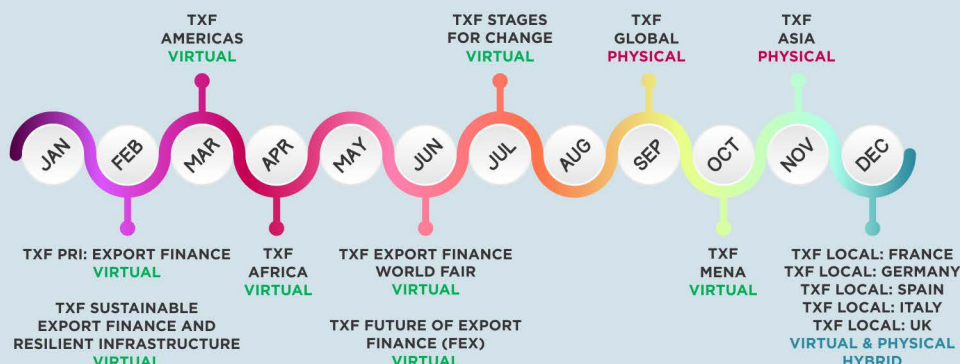 TXF
AMERICAS
VIRTUAL
TXF STAGES
FOR CHANGE
VIRTUAL
TXF
GLOBAL
PHYSICAL
TXF
ASIA
PHYSICAL
JAN
FEB
MAR
APR
MAY
JUN
JUL
AUG
SEP
OCT
NOV
DEC
TXF PRI: EXPORT FINANCE
VIRTUAL
TXF SUSTAINABLE
EXPORT FINANCE AND
RESILIENT INFRASTRUCTURE
VIRTUAL
TXF
AFRICA
VIRTUAL
TXF EXPORT FINANCE
WORLD FAIR
VIRTUAL
TXF FUTURE OF EXPORT
FINANCE (FEX)
VIRTUAL
TXF
MENA
VIRTUAL
TXF LOCAL: FRANCE
TXF LOCAL: GERMANY
TXF LOCAL: SPAIN
TXF LOCAL: ITALY
TXF LOCAL: UK
VIRTUAL & PHYSICAL
HYBRID